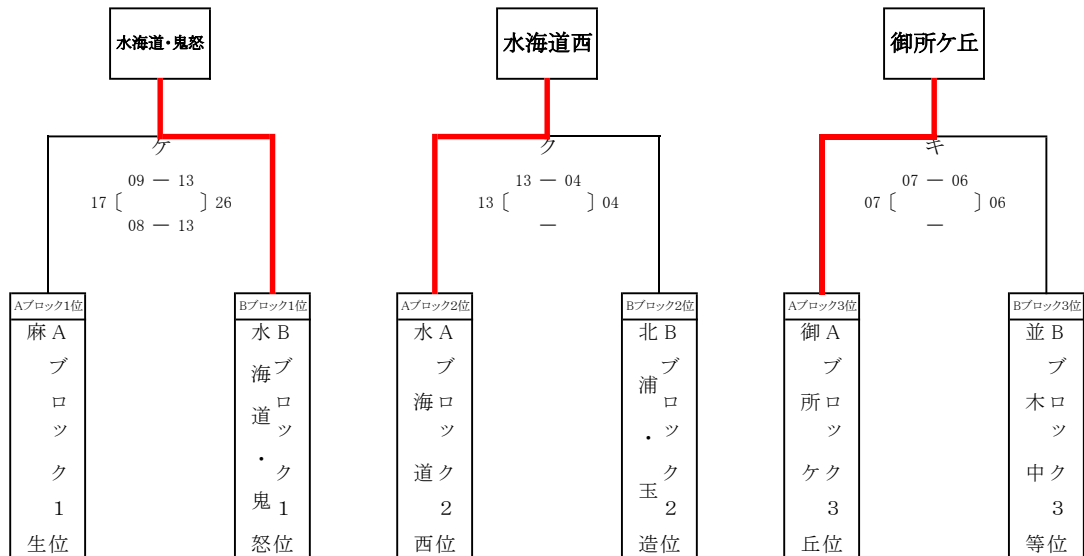 水海道・鬼怒
水海道西
御所ケ丘
ケ
ク
キ
09 — 13
13 — 04
07 — 06
17〔 〕26
13〔 〕04
07〔 〕06
08 — 13
—
—
Aブロック1位
Bブロック1位
Aブロック2位
Bブロック2位
Aブロック3位
Bブロック3位
Aブロック1位
麻生
Bブロック1位
水海道・鬼怒
Aブロック2位
水海道西
Bブロック2位
北浦・玉造
Aブロック3位
御所ケ丘
Bブロック3位
並木中等